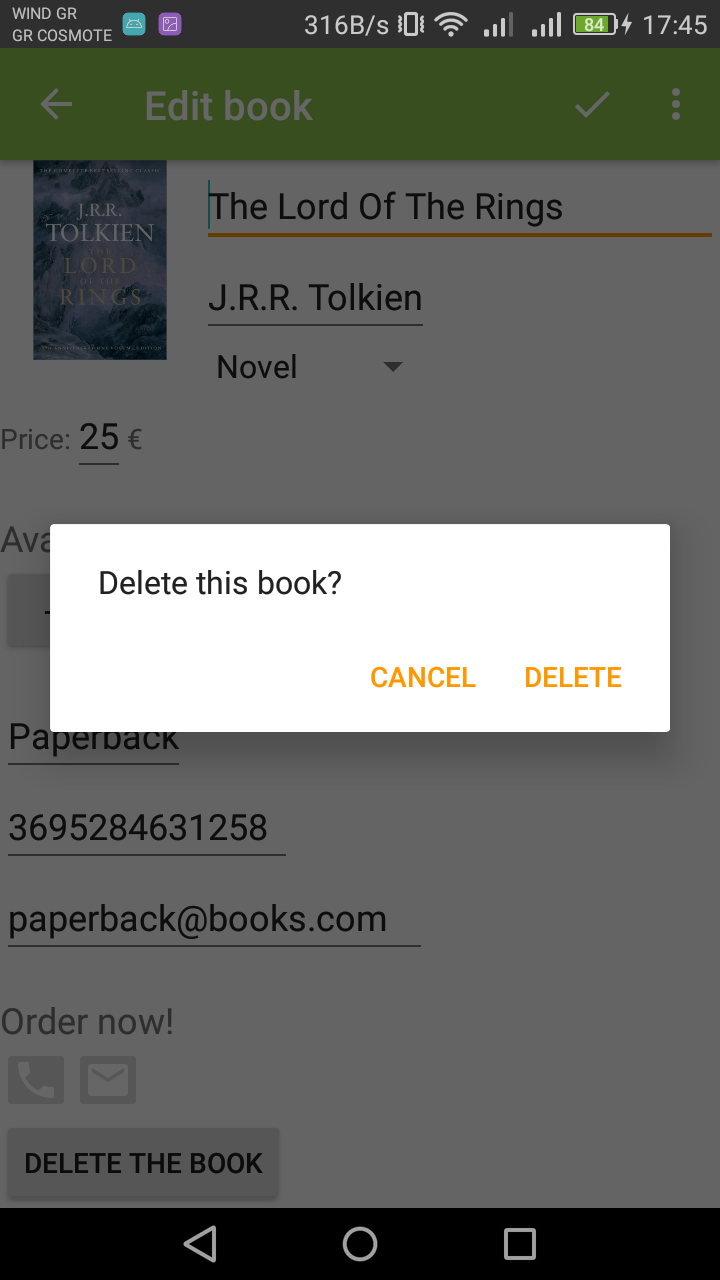 WIND GR
GR COSMOTE
316B/s
84
17:45
Edit book
J.R.R.
TOLKIEN
THE
LORD
OF THE
RINGS
The Lord Of The Rings
J.R.R. Tolkien
Novel
Price: 25 €
Ava
Delete this book?
CANCEL DELETE
Paperback
3695284631258
paperback@books.com
Order now!
DELETE THE BOOK